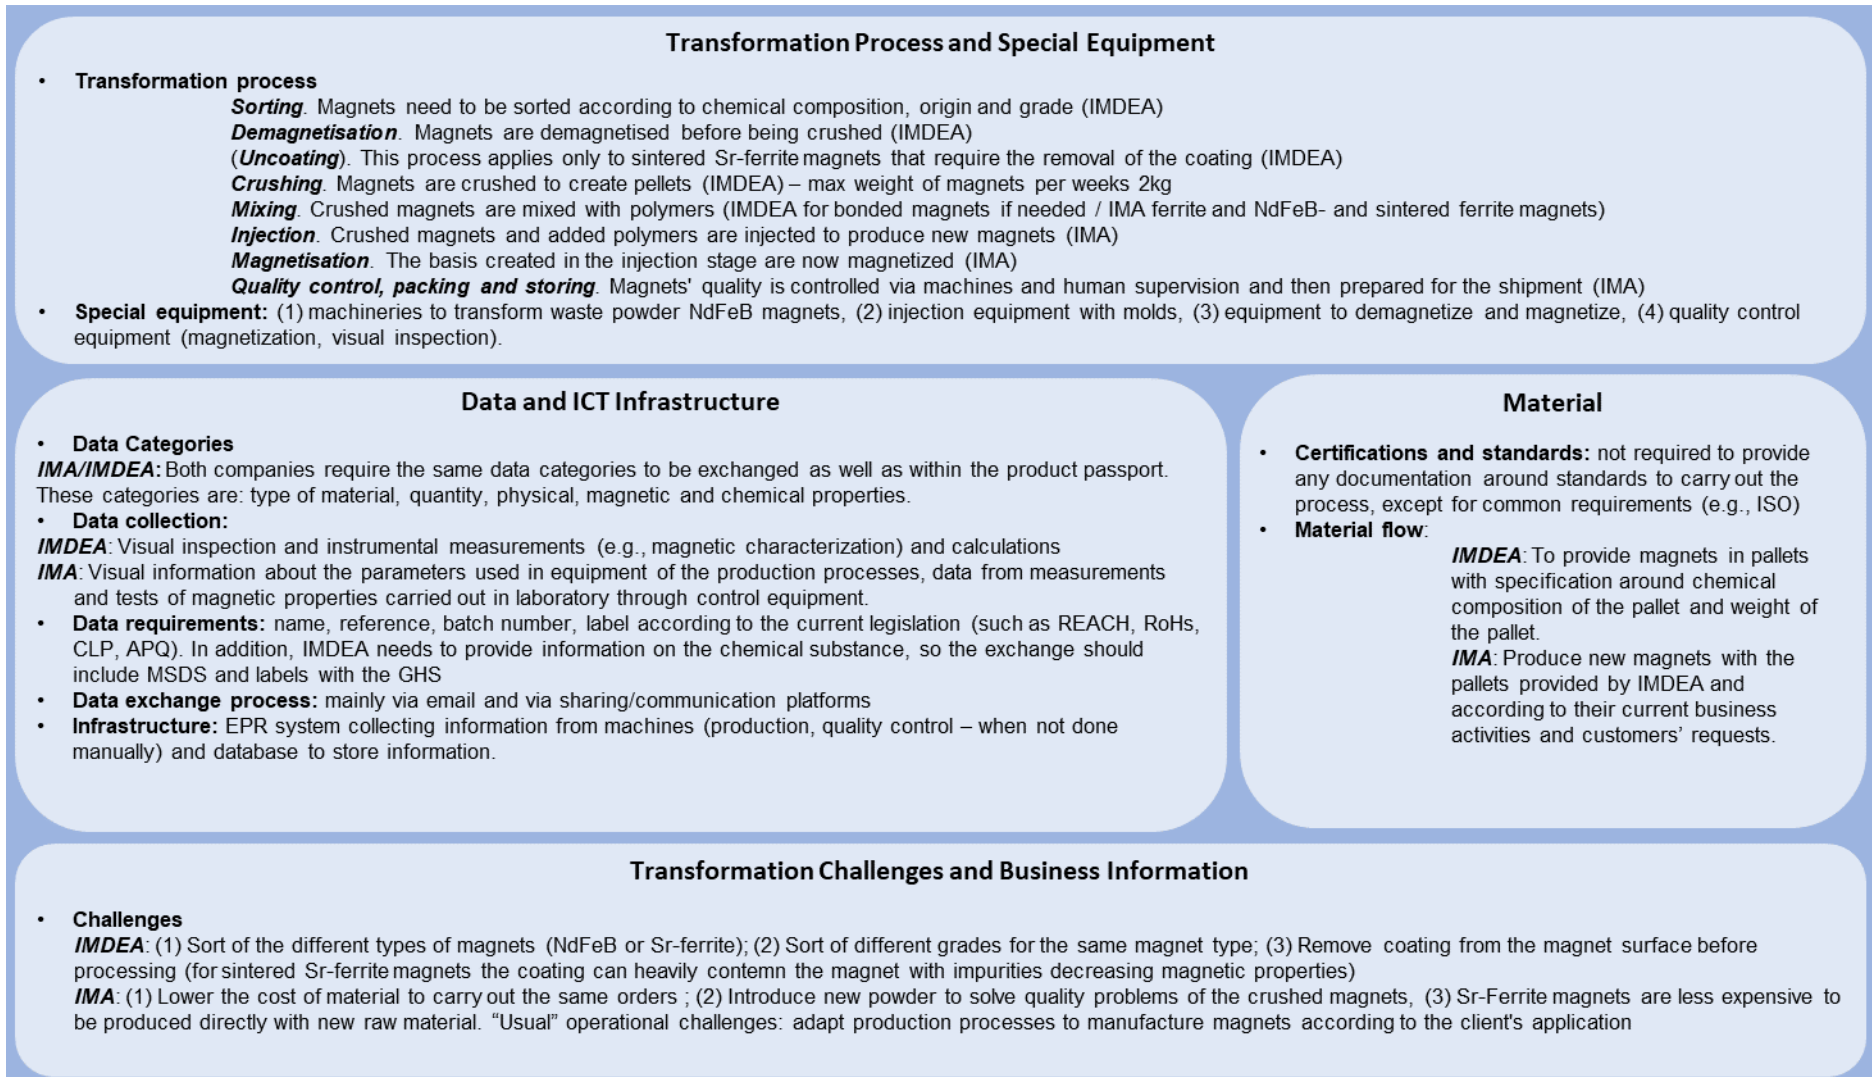 Transformation Process and Special Equipment
• Transformation process
Sorting. Magnets need to be sorted according to chemical composition, origin and grade (IMDEA)
Demagnetisation. Magnets are demagnetised before being crushed (IMDEA)
(Uncoating). This process applies only to sintered Sr-ferrite magnets that require the removal of the coating (IMDEA)
Crushing. Magnets are crushed to create pellets (IMDEA) – max weight of magnets per weeks 2kg
Mixing. Crushed magnets are mixed with polymers (IMDEA for bonded magnets if needed / IMA ferrite and NdFeB- and sintered ferrite magnets)
Injection. Crushed magnets and added polymers are injected to produce new magnets (IMA)
Magnetisation. The basis created in the injection stage are now magnetized (IMA)
Quality control, packing and storing. Magnets' quality is controlled via machines and human supervision and then prepared for the shipment (IMA)
• Special equipment: (1) machineries to transform waste powder NdFeB magnets, (2) injection equipment with molds, (3) equipment to demagnetize and magnetize, (4) quality control
equipment (magnetization, visual inspection).
Data and ICT Infrastructure
• Data Categories
IMA/IMDEA: Both companies require the same data categories to be exchanged as well as within the product passport.
These categories are: type of material, quantity, physical, magnetic and chemical properties.
• Data collection:
IMDEA: Visual inspection and instrumental measurements (e.g., magnetic characterization) and calculations
IMA: Visual information about the parameters used in equipment of the production processes, data from measurements
and tests of magnetic properties carried out in laboratory through control equipment.
• Data requirements: name, reference, batch number, label according to the current legislation (such as REACH, RoHs,
CLP, APQ). In addition, IMDEA needs to provide information on the chemical substance, so the exchange should
include MSDS and labels with the GHS
• Data exchange process: mainly via email and via sharing/communication platforms
• Infrastructure: EPR system collecting information from machines (production, quality control – when not done
manually) and database to store information.
Material
• Certifications and standards: not required to provide
any documentation around standards to carry out the
process, except for common requirements (e.g., ISO)
• Material flow:
IMDEA: To provide magnets in pallets
with specification around chemical
composition of the pallet and weight of
the pallet.
IMA: Produce new magnets with the
pallets provided by IMDEA and
according to their current business
activities and customers’ requests.
Transformation Challenges and Business Information
• Challenges
IMDEA: (1) Sort of the different types of magnets (NdFeB or Sr-ferrite); (2) Sort of different grades for the same magnet type; (3) Remove coating from the magnet surface before
processing (for sintered Sr-ferrite magnets the coating can heavily contemn the magnet with impurities decreasing magnetic properties)
IMA: (1) Lower the cost of material to carry out the same orders ; (2) Introduce new powder to solve quality problems of the crushed magnets, (3) Sr-Ferrite magnets are less expensive to
be produced directly with new raw material. “Usual” operational challenges: adapt production processes to manufacture magnets according to the client's application